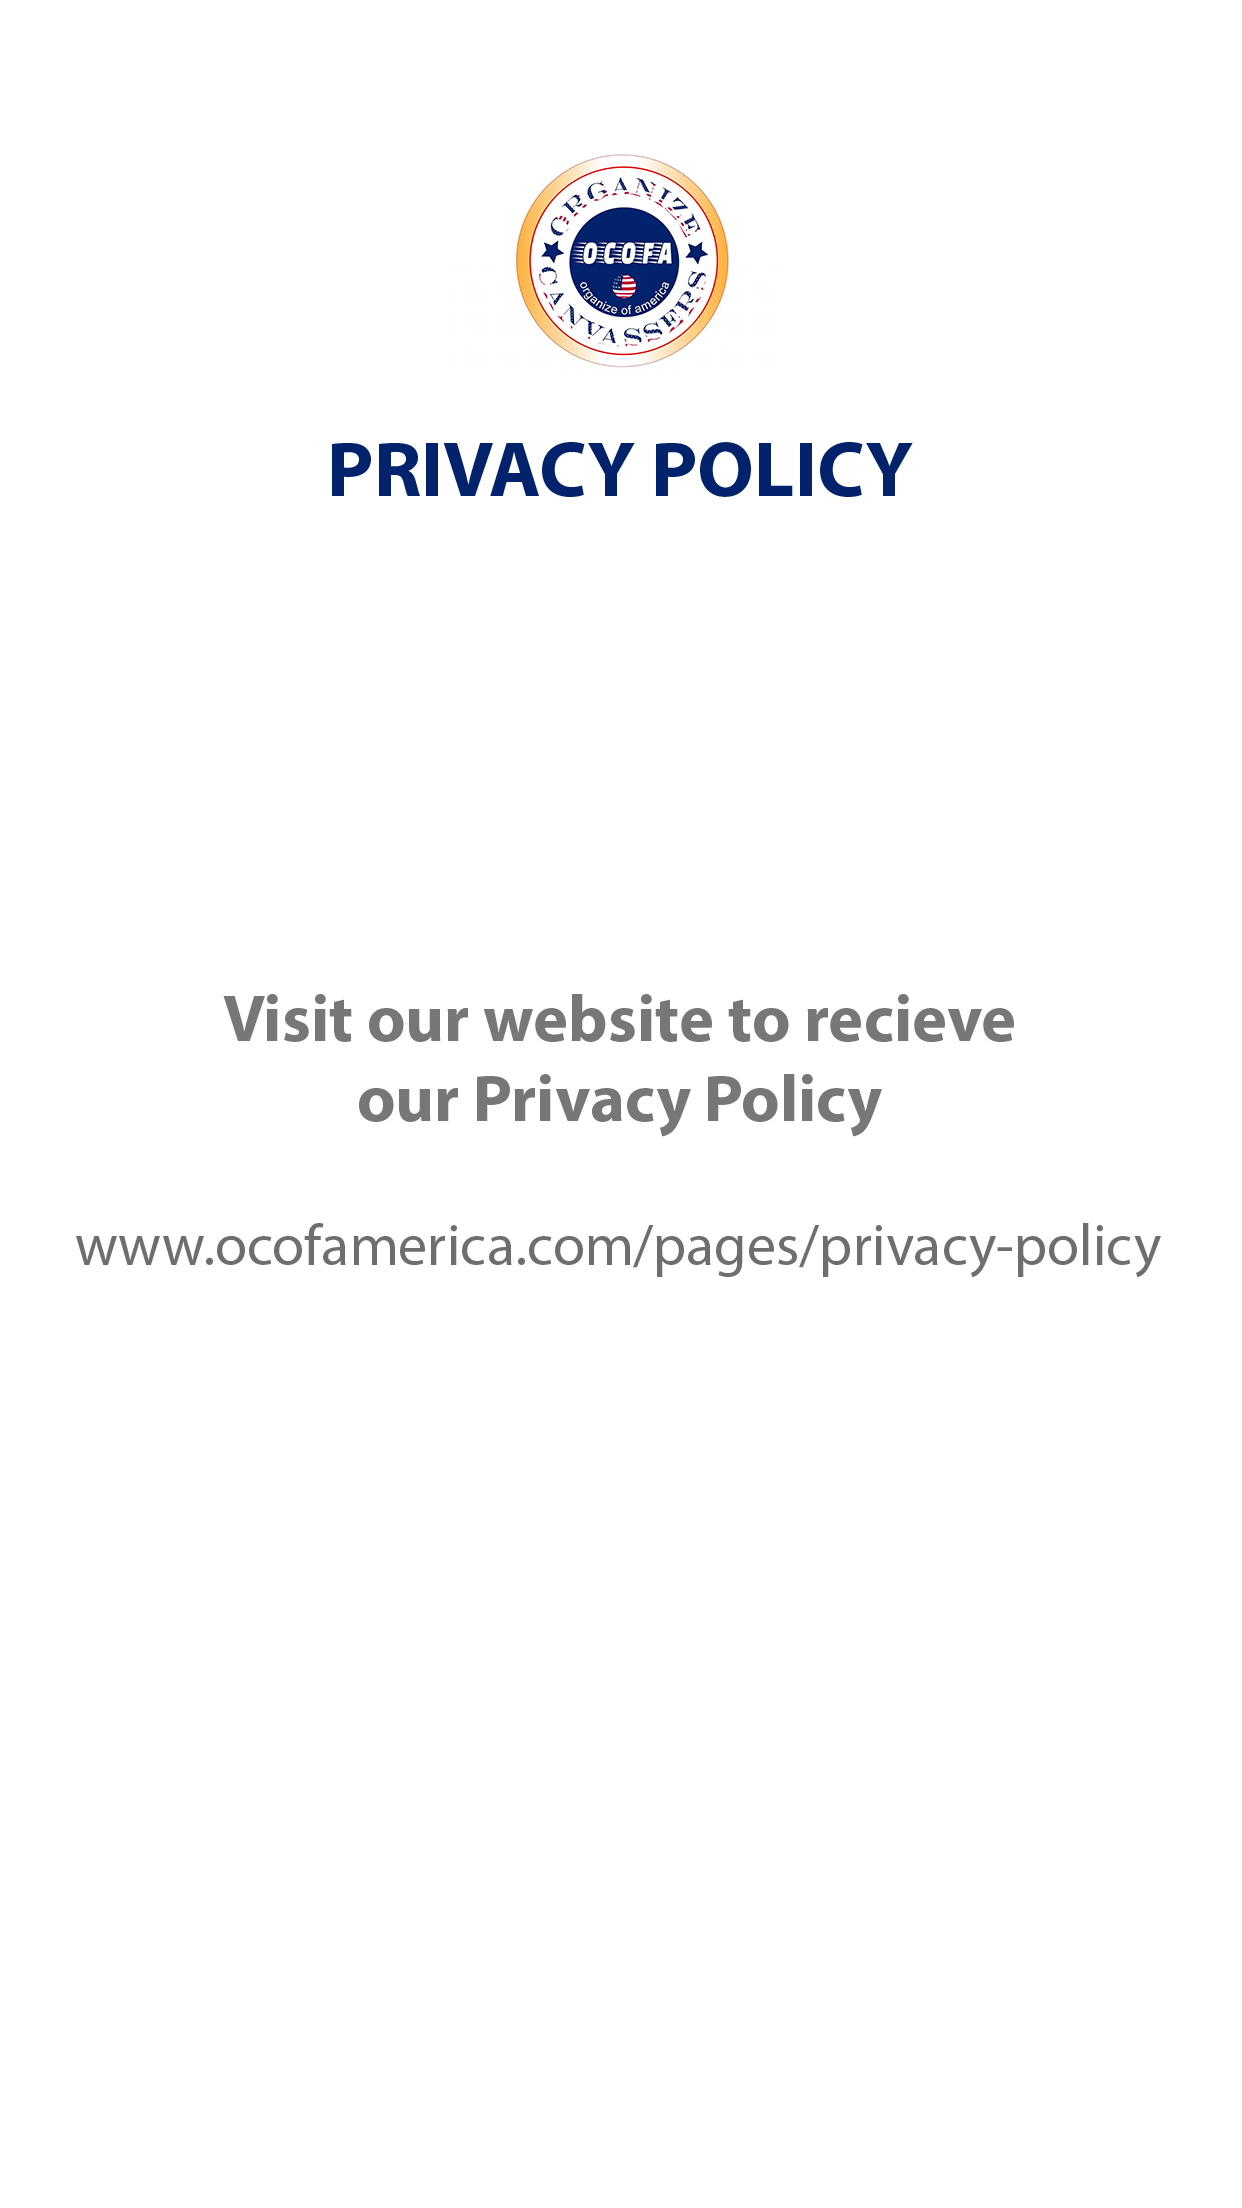 ORGANIZE
OCOFA
organize of america
CANVASSERS
PRIVACY POLICY
Visit our website to recieve
our Privacy Policy
www.ocofamerica.com/pages/privacy-policy